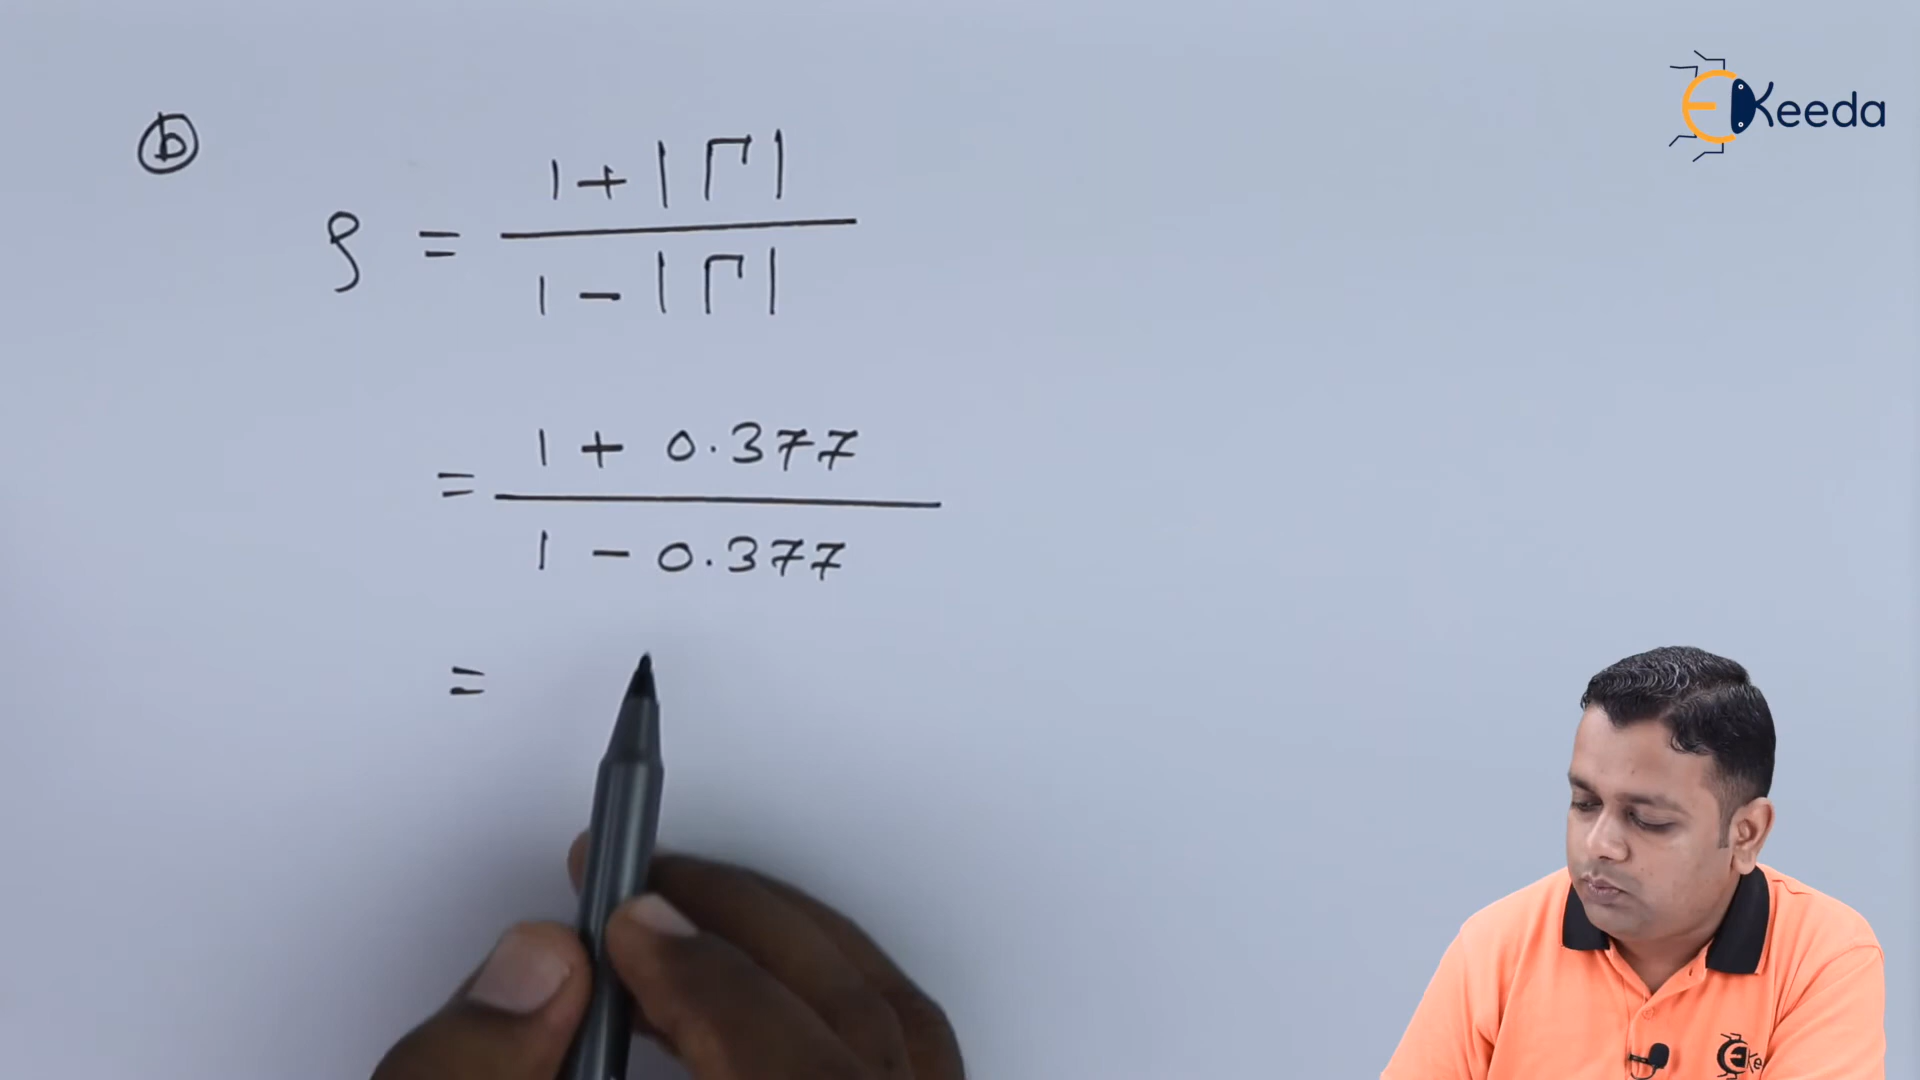 EKeeda
ⓑ
ρ = 1 + |Γ| / 1 - |Γ|
= 1 + 0.377 / 1 - 0.377
=